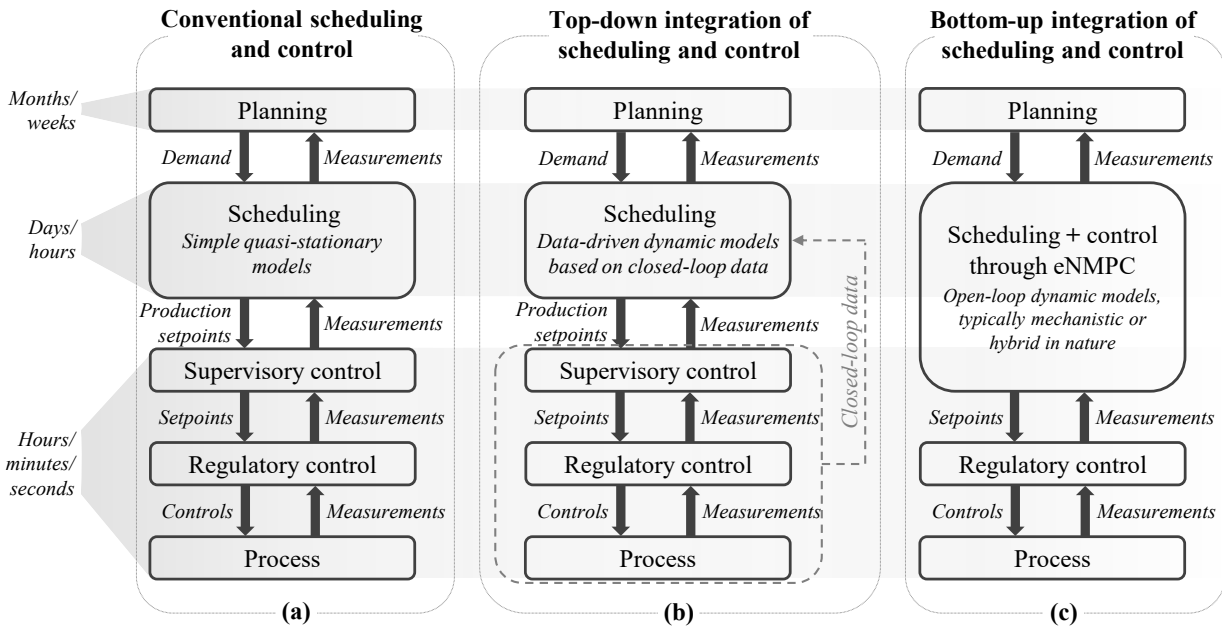 Conventional scheduling
and control
Top-down integration of
scheduling and control
Bottom-up integration of
scheduling and control
Months/
weeks
Days/
hours
Hours/
minutes/
seconds
Planning
Demand
Measurements
Scheduling
Simple quasi-stationary
models
Production
setpoints
Measurements
Supervisory control
Setpoints
Measurements
Regulatory control
Controls
Measurements
Process
(a)
Planning
Demand
Measurements
Scheduling
Data-driven dynamic models
based on closed-loop data
Production
setpoints
Measurements
Supervisory control
Setpoints
Measurements
Regulatory control
Controls
Measurements
Process
Closed-loop data
(b)
Planning
Demand
Measurements
Scheduling + control
through eNMPC
Open-loop dynamic models,
typically mechanistic or
hybrid in nature
Setpoints
Measurements
Regulatory control
Controls
Measurements
Process
(c)